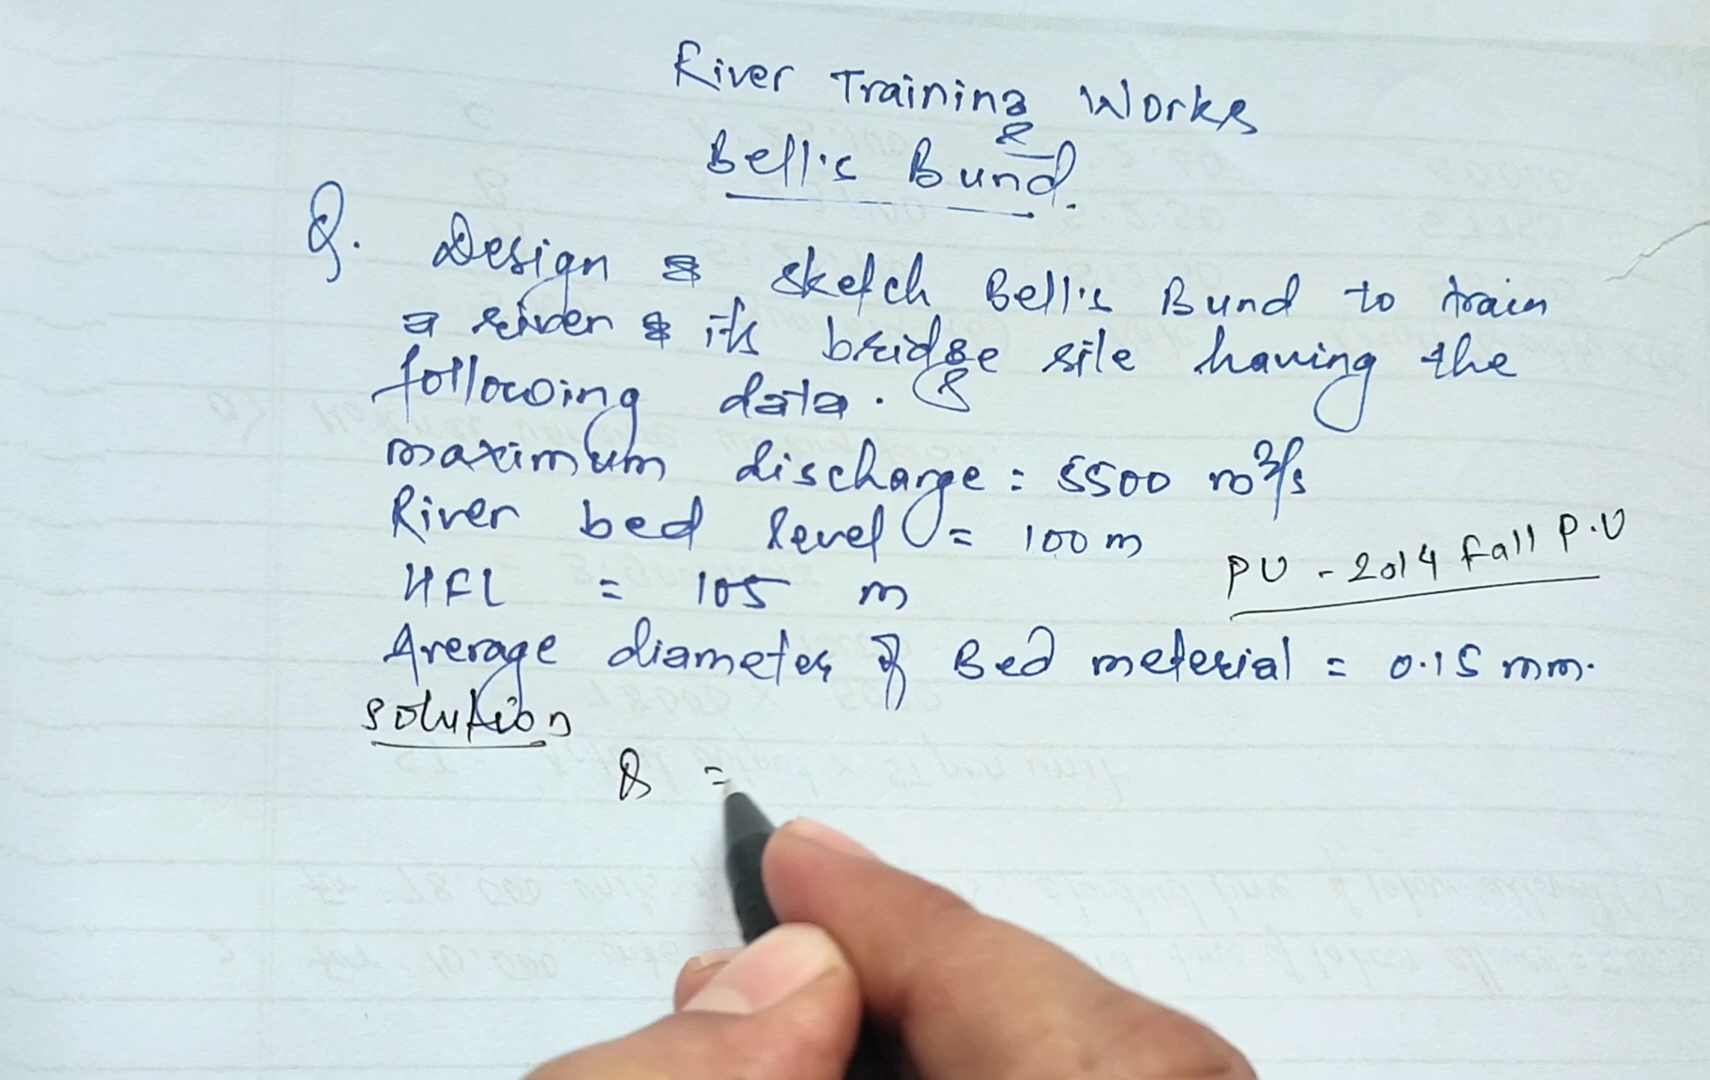 River Training Works
&
Bell's Bund.
Q. Design & sketch Bell's Bund to train
a river & its bridge site having the
following data. &
maximum discharge = 5500 m3/s
River bed level = 100 m
HFL = 105 m
PU - 2014 Fall P.U
Average diameter of Bed meterial = 0.15 mm.
Solution
Q =